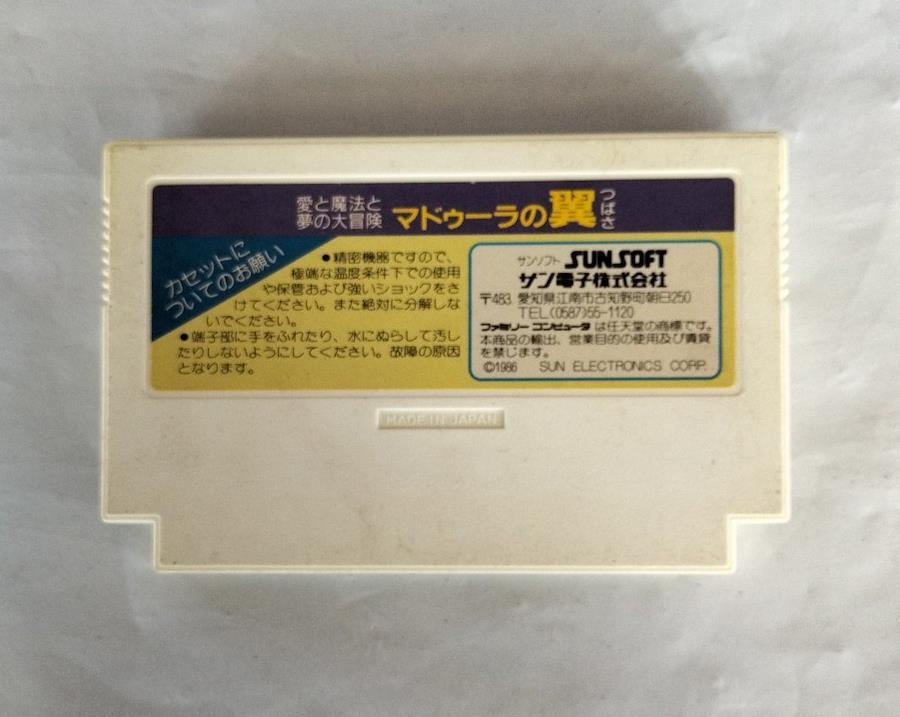 愛と魔法と
夢の大冒険
マドゥーラの翼
つばさ
カセットに
ついてのお願い
●精密機器ですので、
極端な温度条件下での使用
や保管および強いショックをさ
けてください。また絶対に分解しな
いでください。
●端子部に手をふれたり、水にぬらして汚し
たりしないようにしてください。故障の原因
となります。
サンソフト SUNSOFT
サン電子株式会社
〒483 愛知県江南市古知野町朝日250
TEL(0587)55-1120
ファミリーコンピュータは任天堂の商標です。
本商品の輸出、営業目的の使用及び賃貸
を禁じます。
©1986 SUN ELECTRONICS CORP.
MADE IN JAPAN